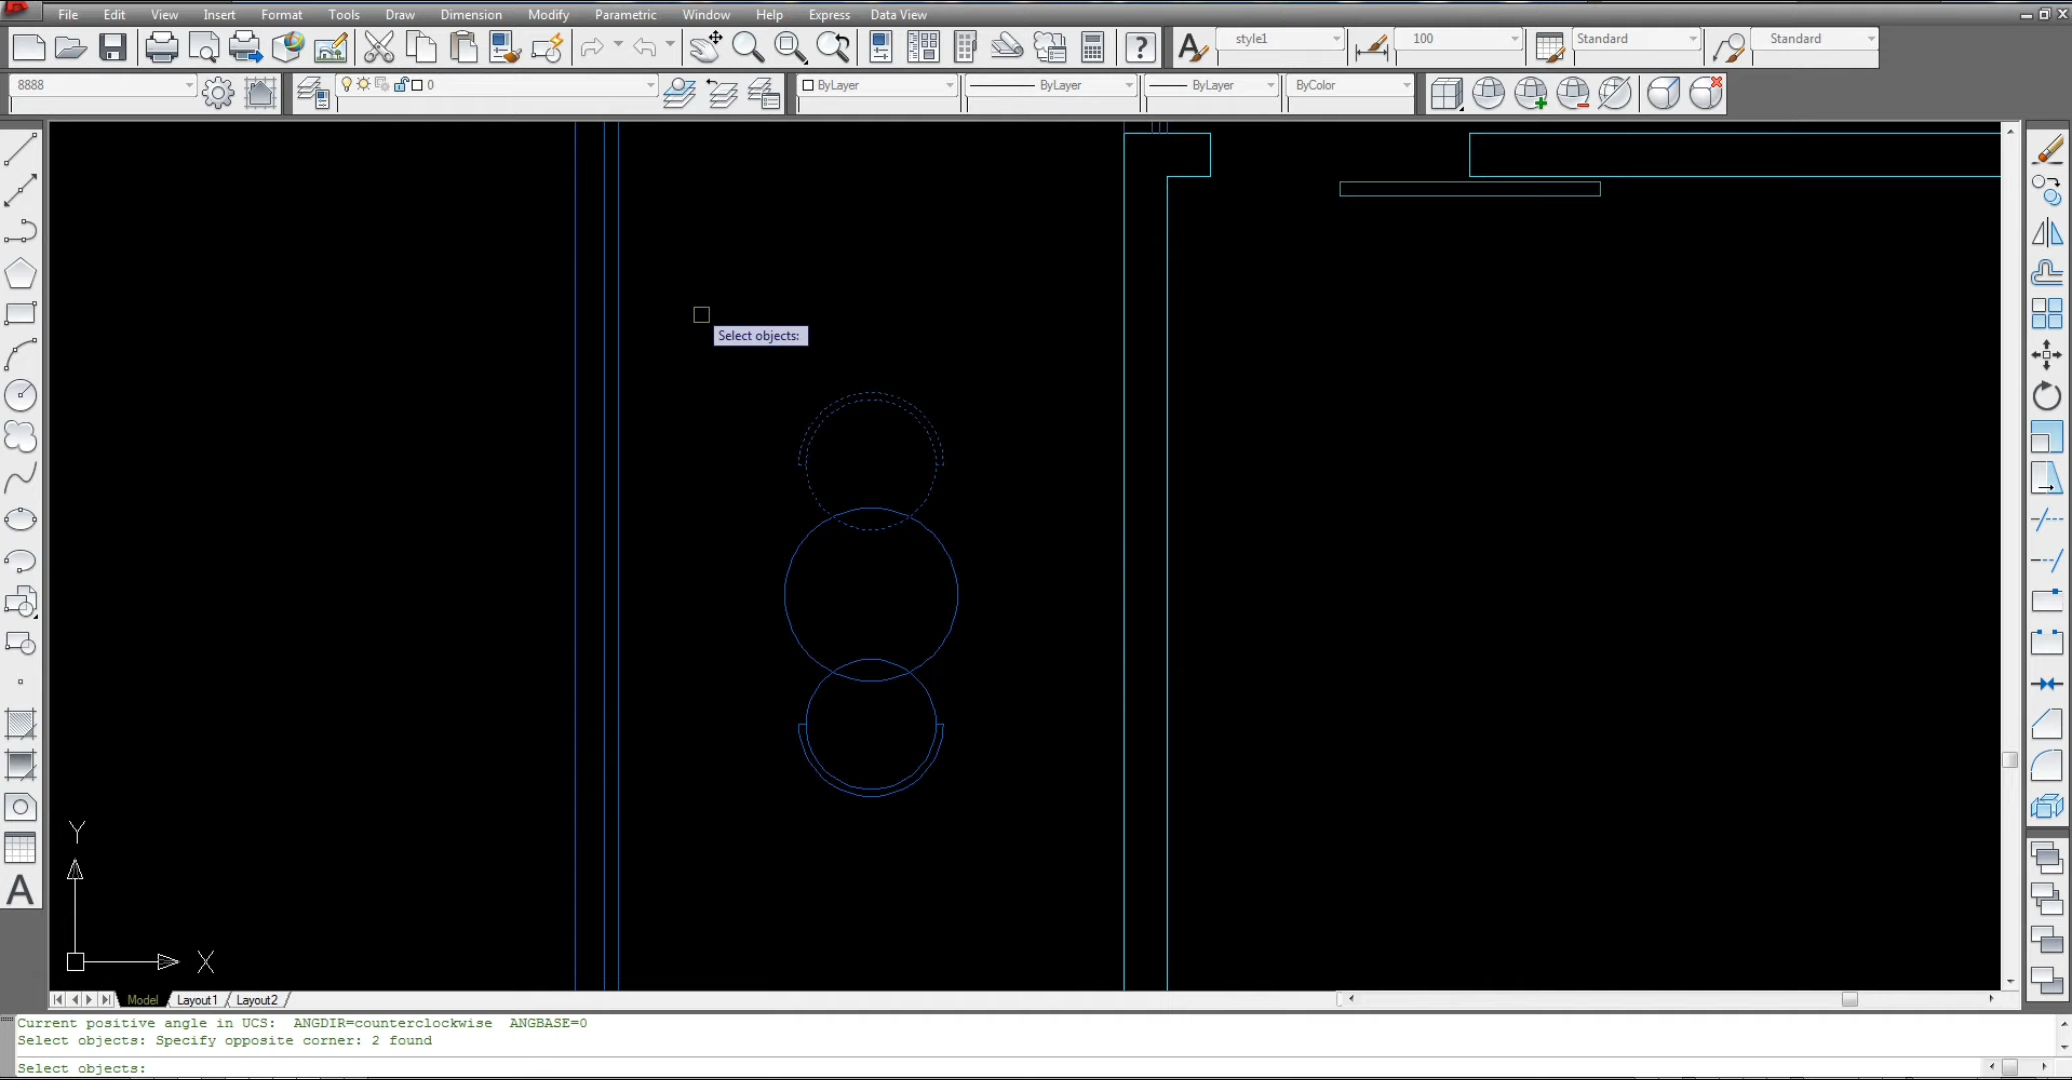 File Edit View Insert Format Tools Draw Dimension Modify Parametric Window Help Express Data View
A style1 100 Standard Standard
8888 0 ByLayer ByLayer ByLayer ByColor
Select objects:
Y
A
X
Model Layout1 Layout2
Current positive angle in UCS: ANGDIR=counterclockwise ANGBASE=0
Select objects: Specify opposite corner: 2 found
Select objects: